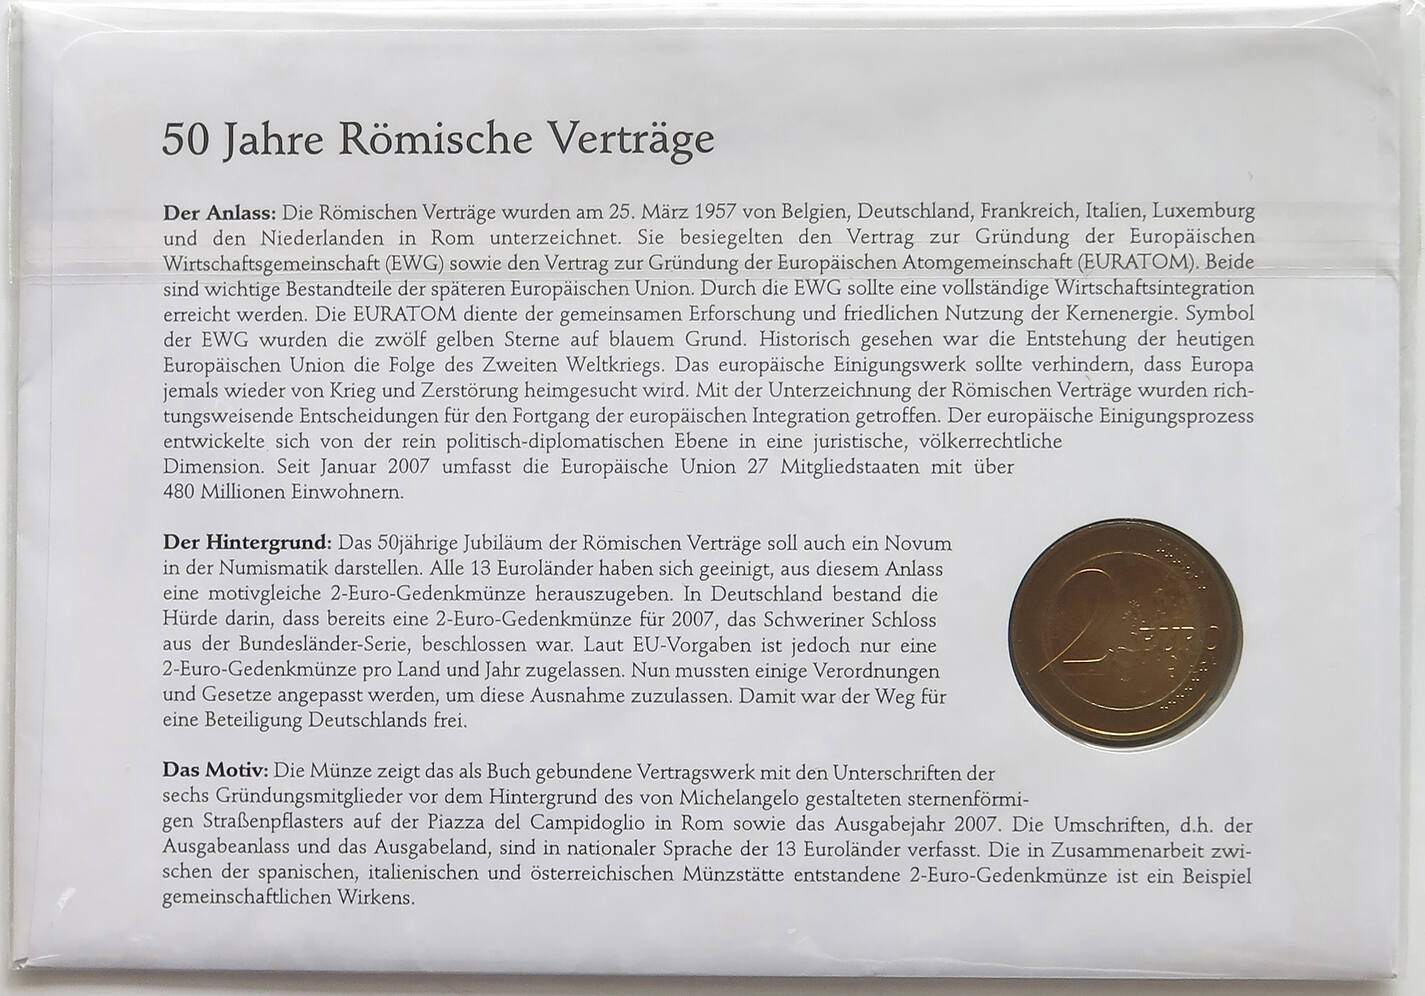 50 Jahre Römische Verträge
Der Anlass: Die Römischen Verträge wurden am 25. März 1957 von Belgien, Deutschland, Frankreich, Italien, Luxemburg
und den Niederlanden in Rom unterzeichnet. Sie besiegelten den Vertrag zur Gründung der Europäischen
Wirtschaftsgemeinschaft (EWG) sowie den Vertrag zur Gründung der Europäischen Atomgemeinschaft (EURATOM). Beide
sind wichtige Bestandteile der späteren Europäischen Union. Durch die EWG sollte eine vollständige Wirtschaftsintegration
erreicht werden. Die EURATOM diente der gemeinsamen Erforschung und friedlichen Nutzung der Kernenergie. Symbol
der EWG wurden die zwölf gelben Sterne auf blauem Grund. Historisch gesehen war die Entstehung der heutigen
Europäischen Union die Folge des Zweiten Weltkriegs. Das europäische Einigungswerk sollte verhindern, dass Europa
jemals wieder von Krieg und Zerstörung heimgesucht wird. Mit der Unterzeichnung der Römischen Verträge wurden rich-
tungsweisende Entscheidungen für den Fortgang der europäischen Integration getroffen. Der europäische Einigungsprozess
entwickelte sich von der rein politisch-diplomatischen Ebene in eine juristische, völkerrechtliche
Dimension. Seit Januar 2007 umfasst die Europäische Union 27 Mitgliedstaaten mit über
480 Millionen Einwohnern.
Der Hintergrund: Das 50jährige Jubiläum der Römischen Verträge soll auch ein Novum
in der Numismatik darstellen. Alle 13 Euroländer haben sich geeinigt, aus diesem Anlass
eine motivgleiche 2-Euro-Gedenkmünze herauszugeben. In Deutschland bestand die
Hürde darin, dass bereits eine 2-Euro-Gedenkmünze für 2007, das Schweriner Schloss
aus der Bundesländer-Serie, beschlossen war. Laut EU-Vorgaben ist jedoch nur eine
2-Euro-Gedenkmünze pro Land und Jahr zugelassen. Nun mussten einige Verordnungen
und Gesetze angepasst werden, um diese Ausnahme zuzulassen. Damit war der Weg für
eine Beteiligung Deutschlands frei.
2 EURO
Das Motiv: Die Münze zeigt das als Buch gebundene Vertragswerk mit den Unterschriften der
sechs Gründungsmitglieder vor dem Hintergrund des von Michelangelo gestalteten sternenförmi-
gen Straßenpflasters auf der Piazza del Campidoglio in Rom sowie das Ausgabejahr 2007. Die Umschriften, d.h. der
Ausgabeanlass und das Ausgabeland, sind in nationaler Sprache der 13 Euroländer verfasst. Die in Zusammenarbeit zwi-
schen der spanischen, italienischen und österreichischen Münzstätte entstandene 2-Euro-Gedenkmünze ist ein Beispiel
gemeinschaftlichen Wirkens.